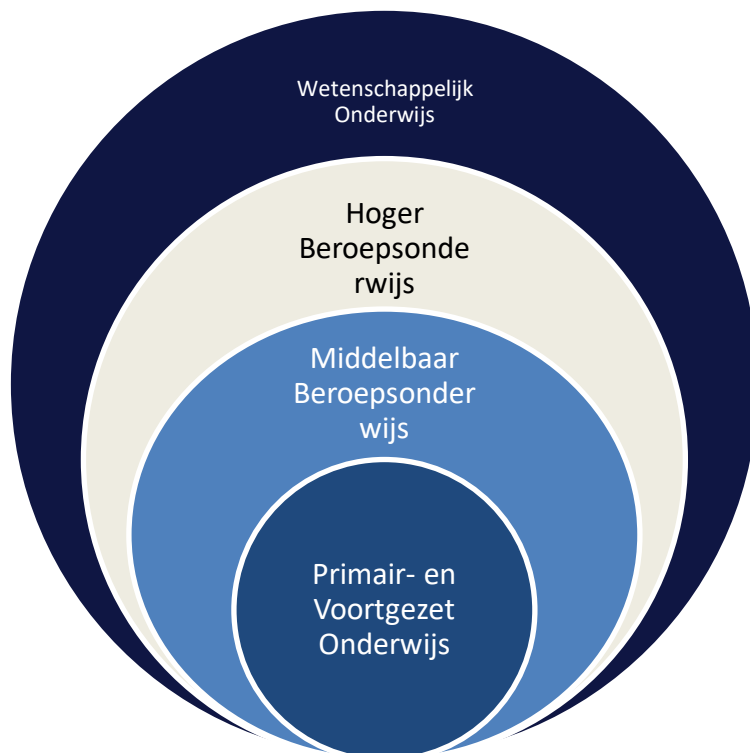 Wetenschappelijk
Onderwijs
Hoger
Beroepsonde
rwijs
Middelbaar
Beroepsonder
wijs
Primair- en
Voortgezet
Onderwijs